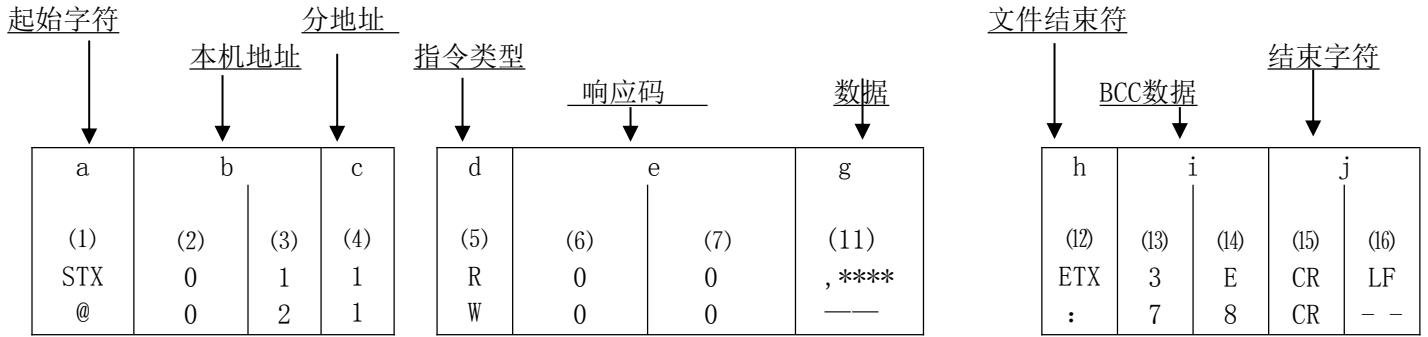 起始字符 分地址 文件结束符
本机地址 指令类型 结束字符
响应码 数据 BCC数据
a b c d e g h i j
(1) (2) (3) (4) (5) (6) (7) (11) (12) (13) (14) (15) (16)
STX 0 1 1 R 0 0 ,**** ETX 3 E CR LF
@ 0 2 1 W 0 0 —— : 7 8 CR - -